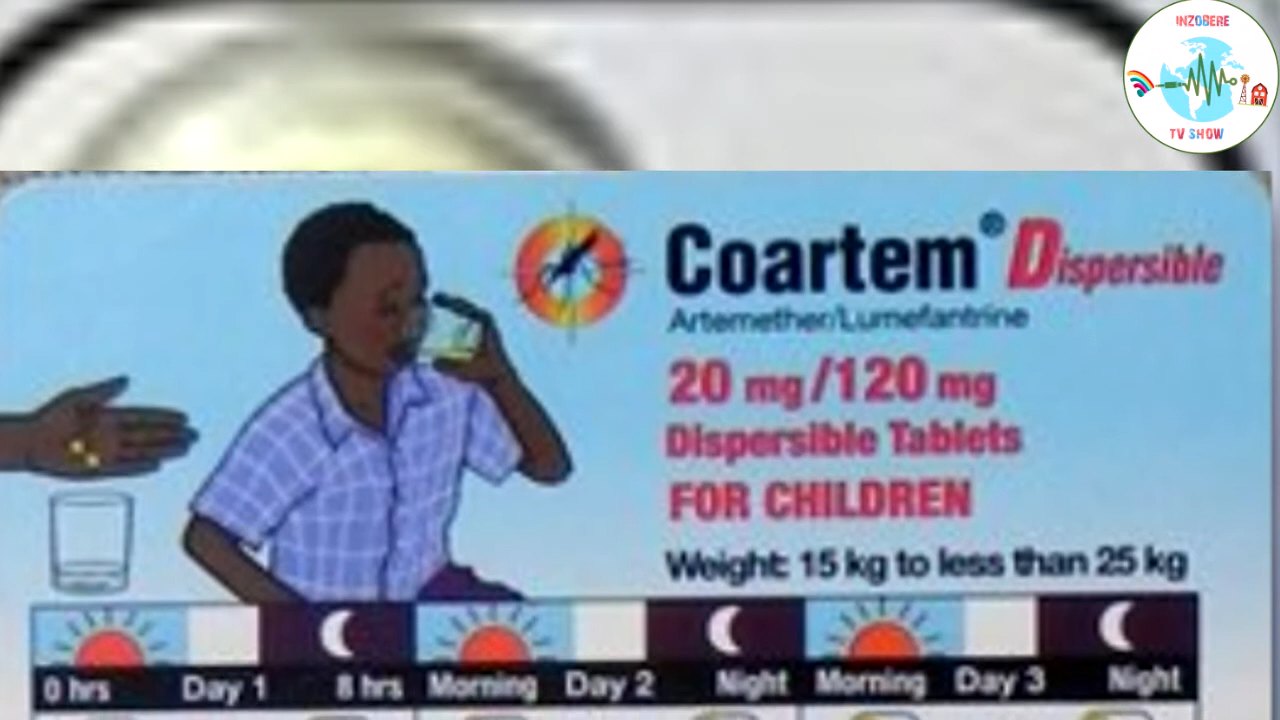 INZOBERE
TV SHOW
Coartem® Dispersible
Artemether/Lumefantrine
20 mg/120 mg
Dispersible Tablets
FOR CHILDREN
Weight: 15 kg to less than 25 kg
0 hrs Day 1 8 hrs Morning Day 2 Night Morning Day 3 Night